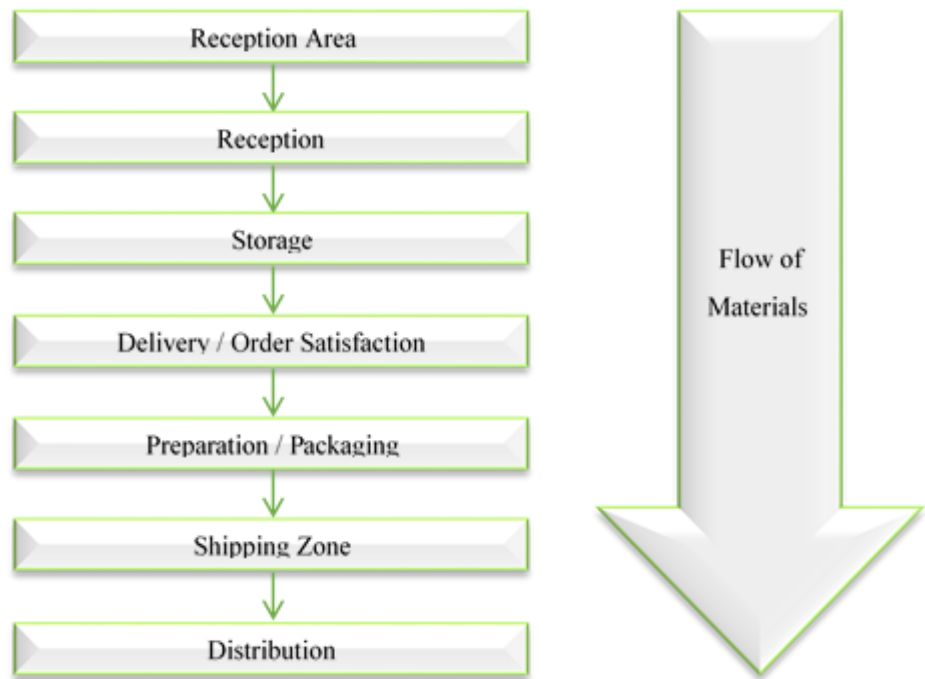 Reception Area
Reception
Storage
Delivery / Order Satisfaction
Preparation / Packaging
Shipping Zone
Distribution
Flow of
Materials